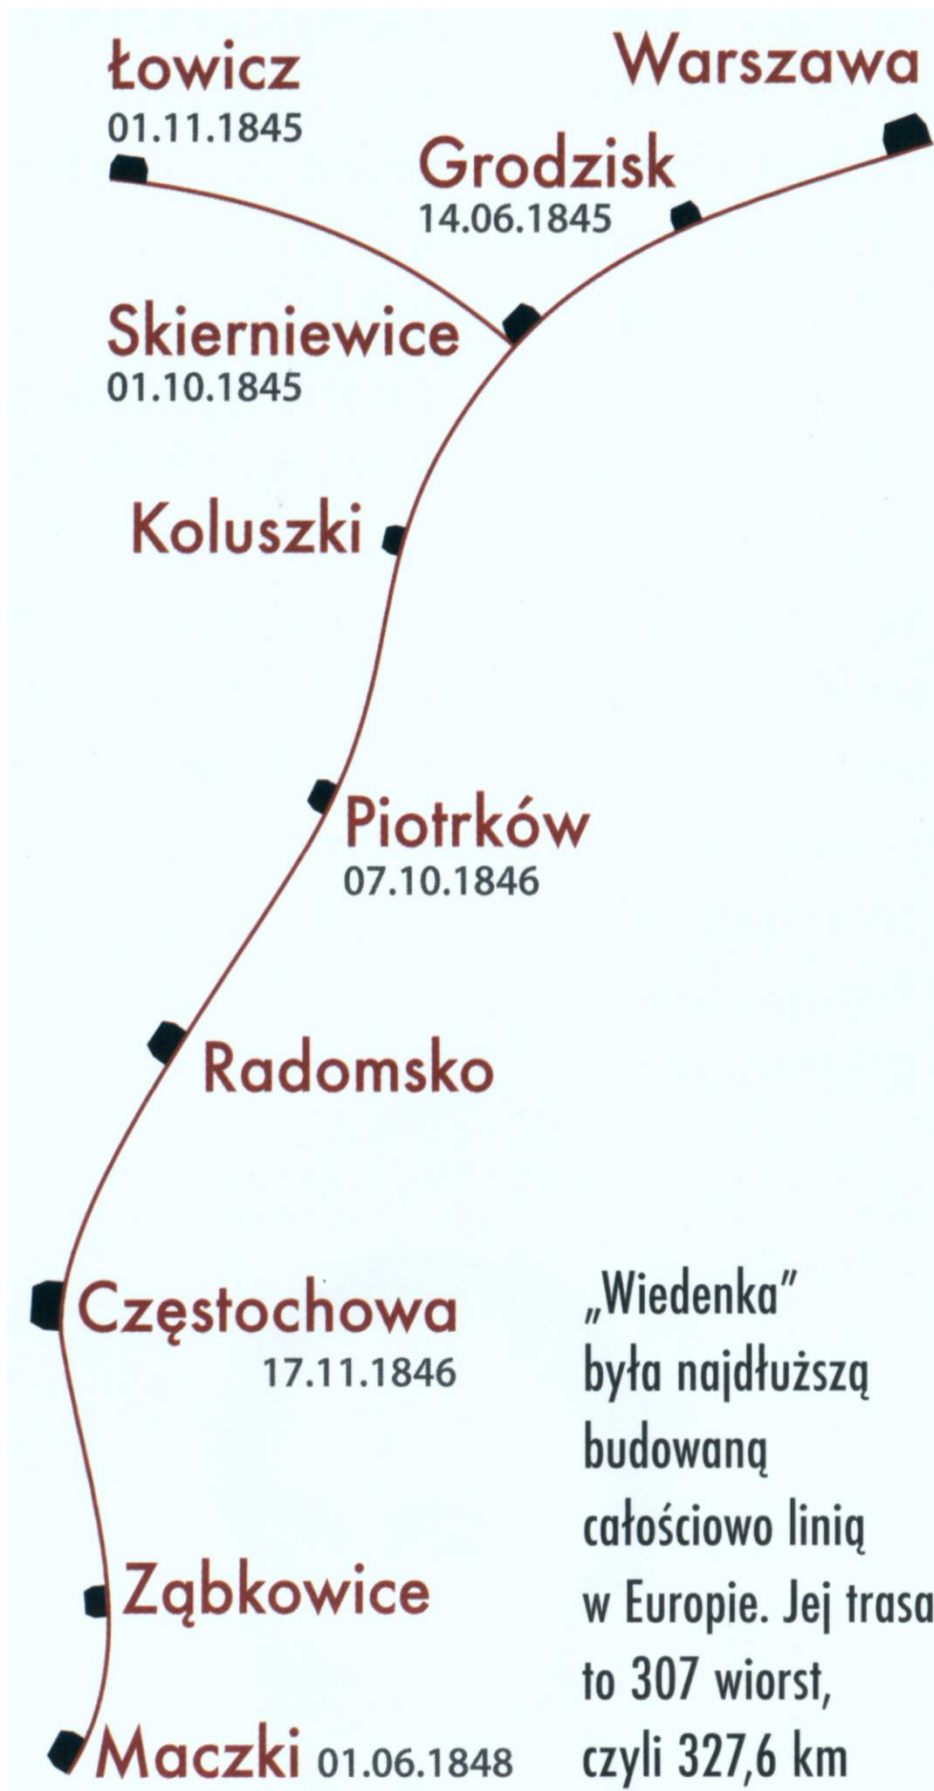 Łowicz
01.11.1845
Warszawa
Grodzisk
14.06.1845
Skierniewice
01.10.1845
Koluszki
Piotrków
07.10.1846
Radomsko
Częstochowa
17.11.1846
Ząbkowice
Maczki 01.06.1848
„Wiedenka”
była najdłuższą
budowaną
całościowo linią
w Europie. Jej trasa
to 307 wiorst,
czyli 327,6 km